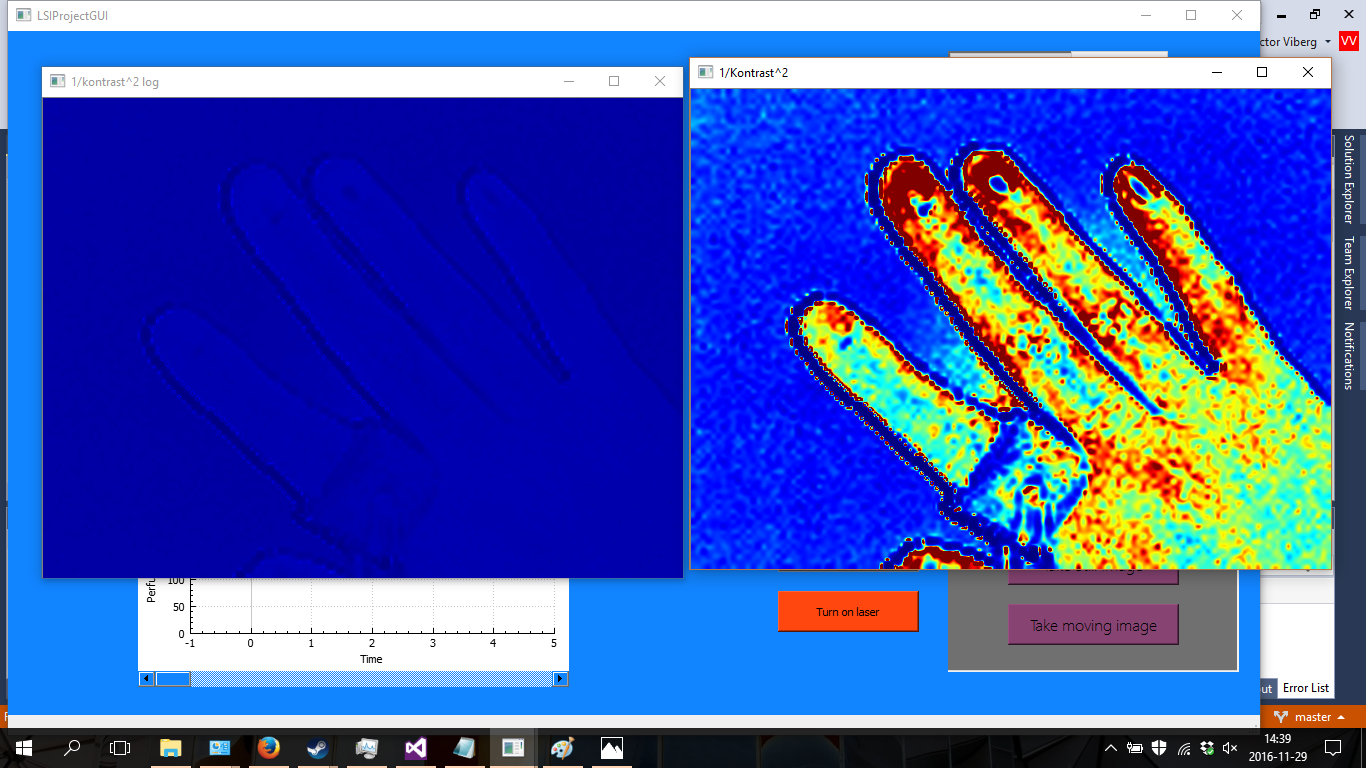 LSIProjectGUI
ctor Viberg
VV
1/kontrast^2 log
1/Kontrast^2
Solution Explorer
Team Explorer
Notifications
100
50
0
-1 0 1 2 3 4 5
Time
Turn on laser
Take moving image
Error List
master
14:39
2016-11-29